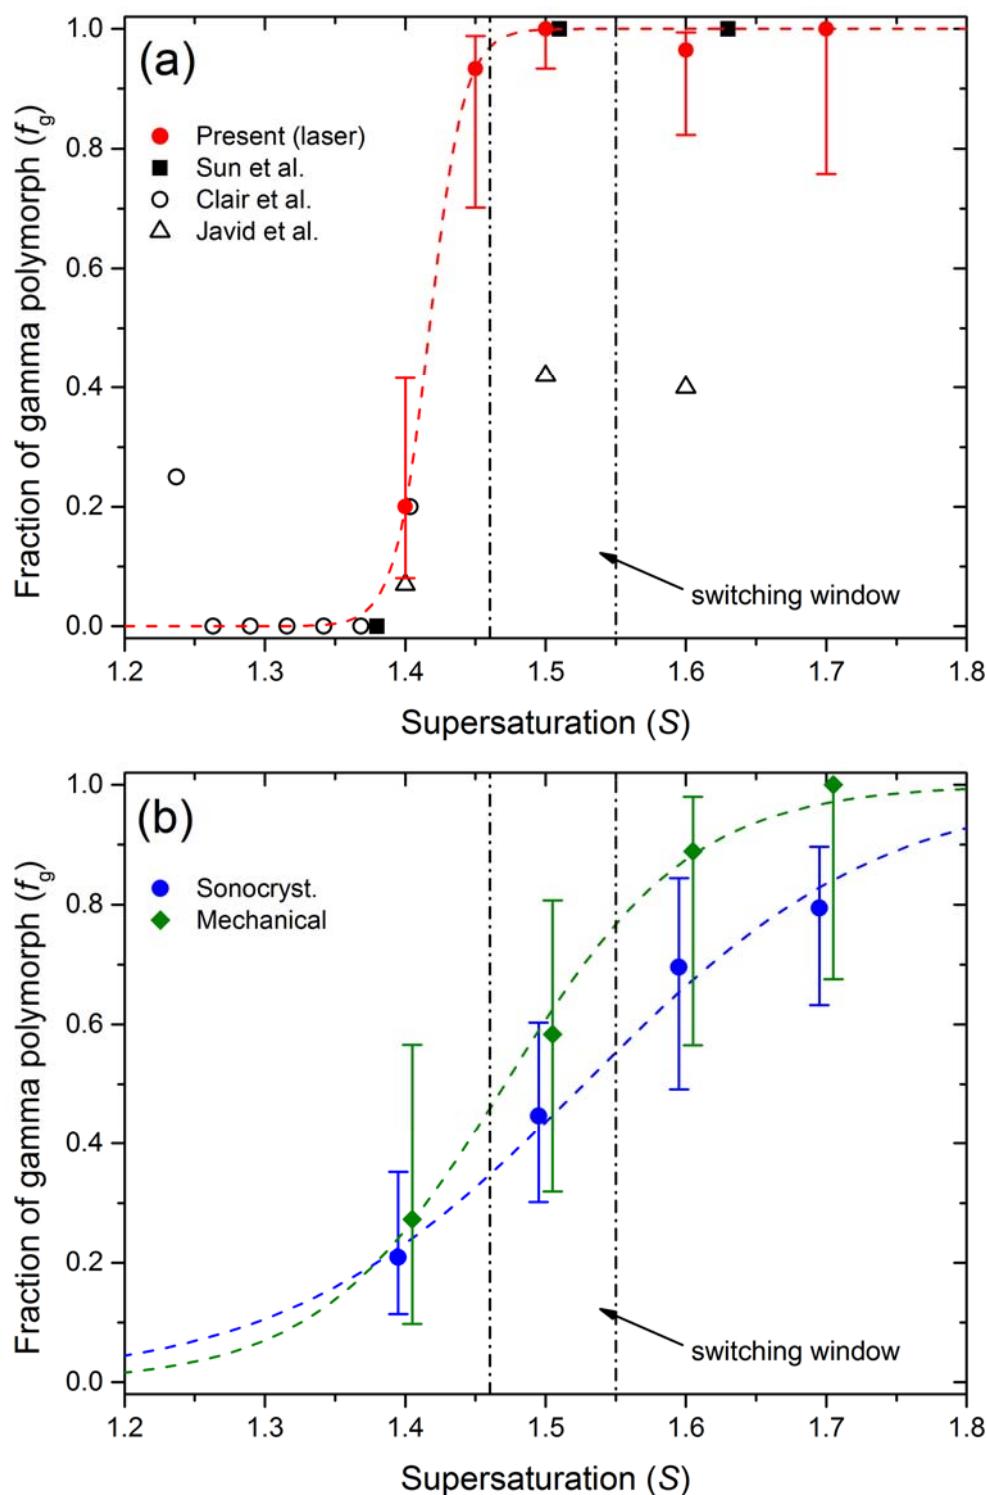 (a)
Present (laser)
Sun et al.
Clair et al.
Javid et al.
switching window
Fraction of gamma polymorph (fg)
1.0
0.8
0.6
0.4
0.2
0.0
1.2 1.3 1.4 1.5 1.6 1.7 1.8
Supersaturation (S)
(b)
Sonocryst.
Mechanical
switching window
Fraction of gamma polymorph (fg)
1.0
0.8
0.6
0.4
0.2
0.0
1.2 1.3 1.4 1.5 1.6 1.7 1.8
Supersaturation (S)